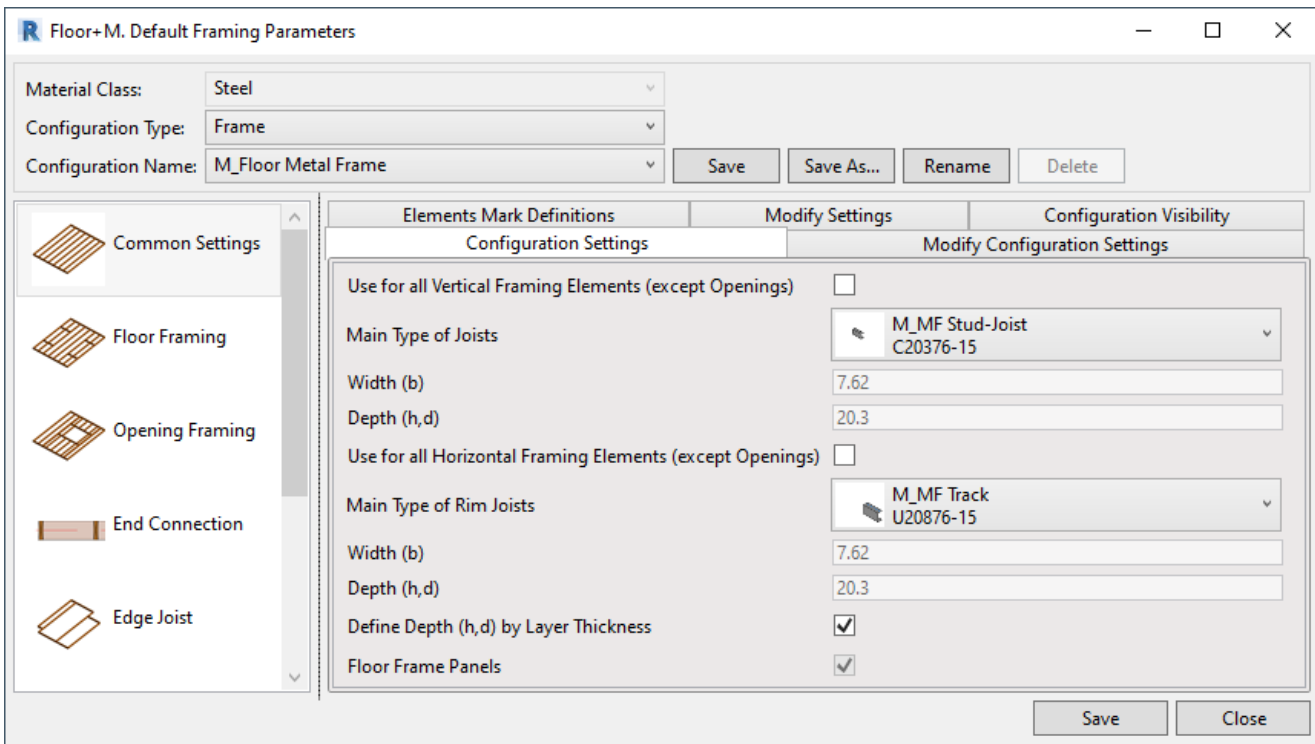 Floor+M. Default Framing Parameters
Material Class: Steel
Configuration Type: Frame
Configuration Name: M_Floor Metal Frame Save Save As... Rename Delete
Common Settings
Floor Framing
Opening Framing
End Connection
Edge Joist
Elements Mark Definitions Modify Settings Configuration Visibility
Configuration Settings Modify Configuration Settings
Use for all Vertical Framing Elements (except Openings)
Main Type of Joists M_MF Stud-Joist
C20376-15
Width (b) 7.62
Depth (h,d) 20.3
Use for all Horizontal Framing Elements (except Openings)
Main Type of Rim Joists M_MF Track
U20876-15
Width (b) 7.62
Depth (h,d) 20.3
Define Depth (h,d) by Layer Thickness
Floor Frame Panels
Save Close